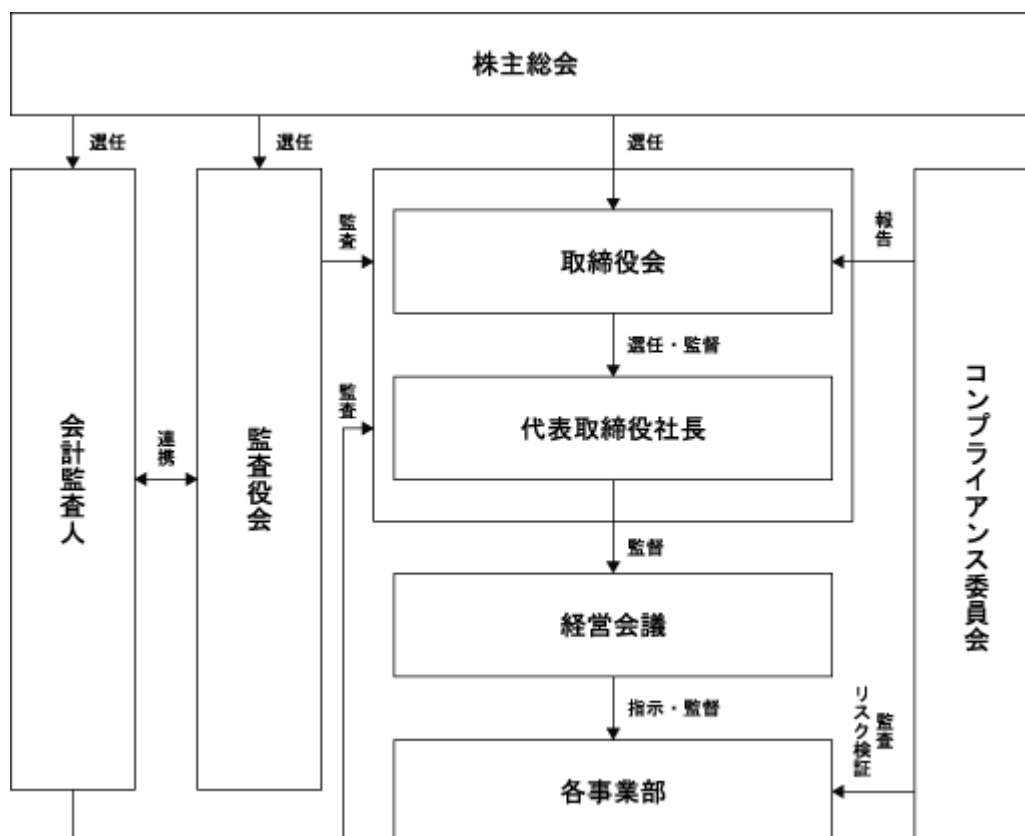 株主総会
選任
選任
選任
会計監査人
連携
監査役会
監査
監査
取締役会
選任・監督
代表取締役社長
監督
経営会議
指示・監督
各事業部
報告
監査
リスク検証
コンプライアンス委員会